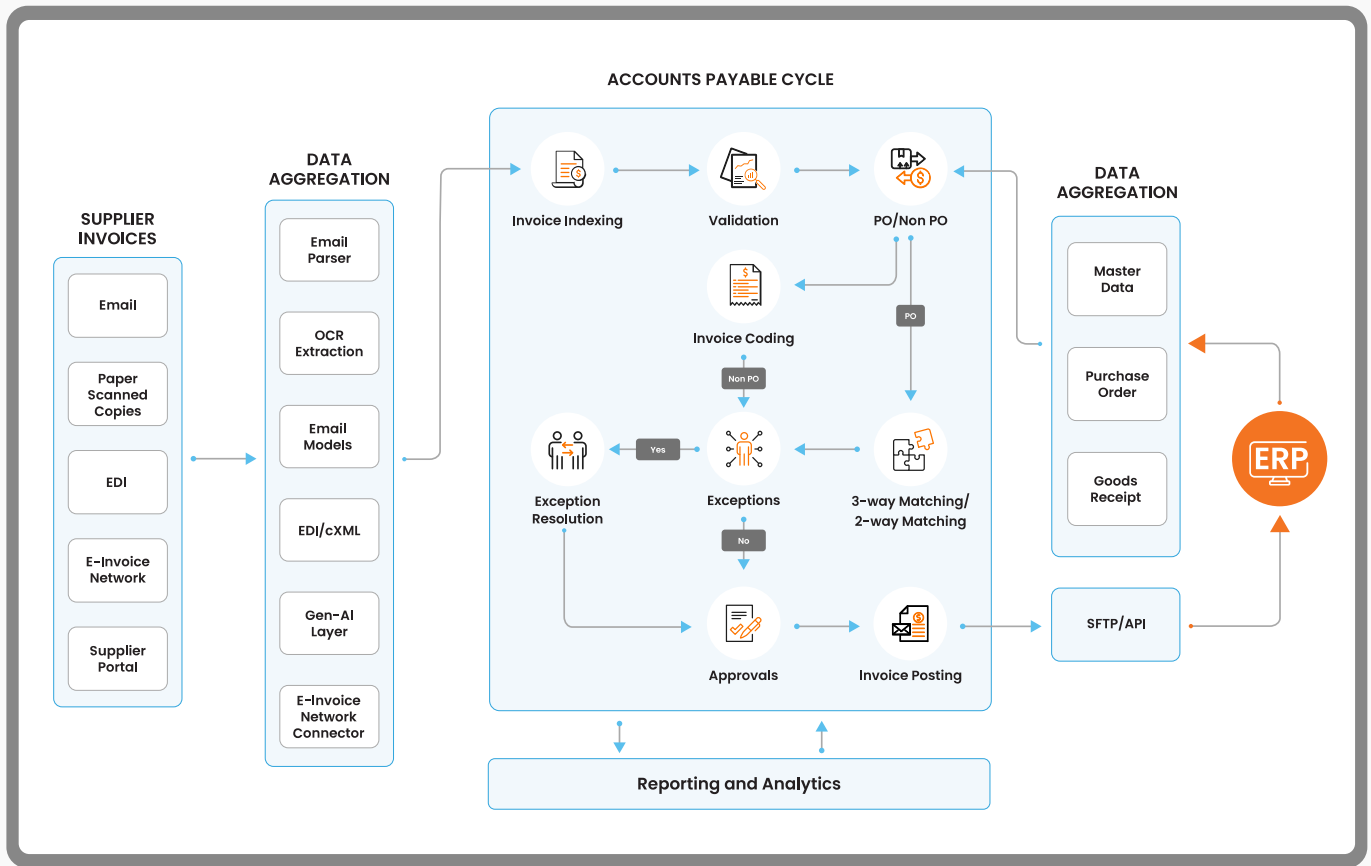 ACCOUNTS PAYABLE CYCLE
SUPPLIER
INVOICES
Email
Paper
Scanned
Copies
EDI
E-Invoice
Network
Supplier
Portal
DATA
AGGREGATION
Email
Parser
OCR
Extraction
Email
Models
EDI/cXML
Gen-AI
Layer
E-Invoice
Network
Connector
Invoice Indexing
Validation
PO/Non PO
Invoice Coding
PO
Non PO
Exception
Resolution
Yes
Exceptions
3-way Matching/
2-way Matching
No
Approvals
Invoice Posting
DATA
AGGREGATION
Master
Data
Purchase
Order
Goods
Receipt
SFTP/API
ERP
Reporting and Analytics